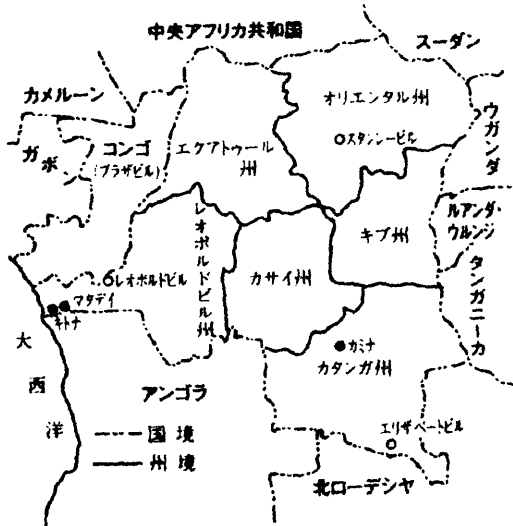 中央アフリカ共和国
スーダン
カメルーン
オリエンタル州
ウガンダ
ガボン
コンゴ
(ブラザビル)
エクアトゥール
州
スタンレービル
ルアンダ・
ウルンジ
キブ州
レオポルドビル州
カサイ州
タンガニーカ
レオポルドビル
マタディ
キトナ
カミナ
カタンガ州
大西洋
アンゴラ
エリザベートビル
国境
州境
北ローデシヤ